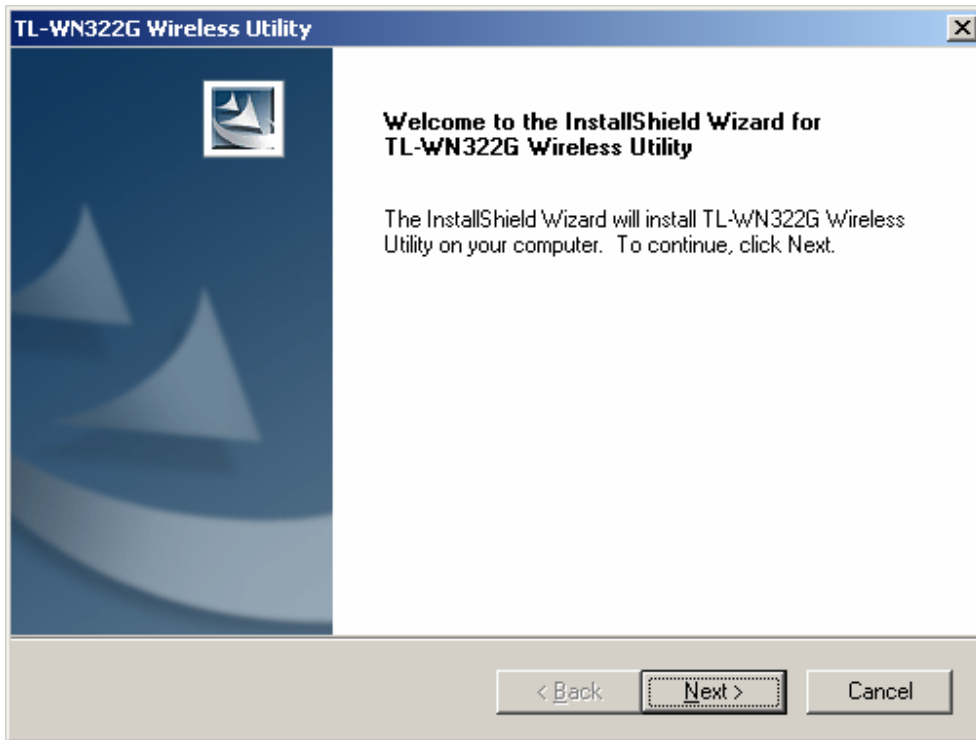 TL-WN322G Wireless Utility
Welcome to the InstallShield Wizard for
TL-WN322G Wireless Utility
The InstallShield Wizard will install TL-WN322G Wireless
Utility on your computer.  To continue, click Next.
< Back
Next >
Cancel